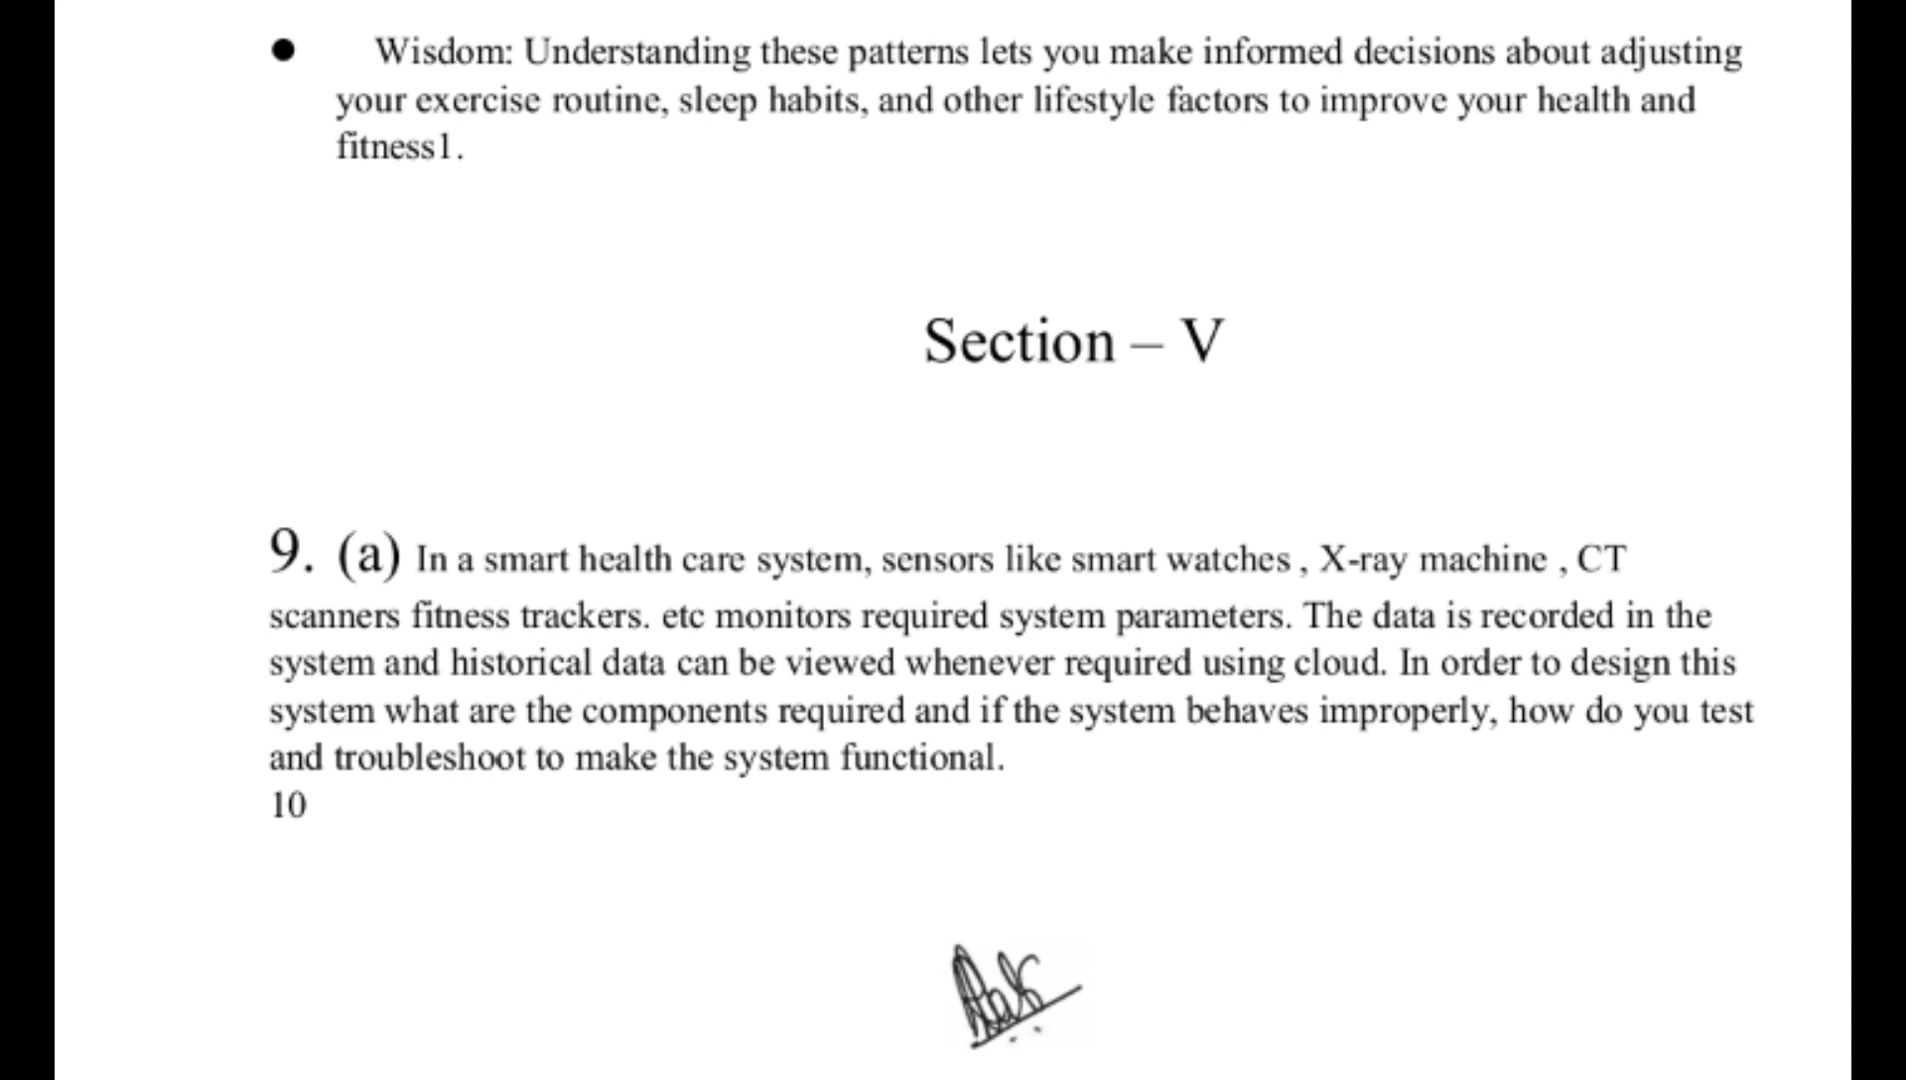 ● Wisdom: Understanding these patterns lets you make informed decisions about adjusting
your exercise routine, sleep habits, and other lifestyle factors to improve your health and
fitness1.
Section – V
9. (a) In a smart health care system, sensors like smart watches , X-ray machine , CT
scanners fitness trackers. etc monitors required system parameters. The data is recorded in the
system and historical data can be viewed whenever required using cloud. In order to design this
system what are the components required and if the system behaves improperly, how do you test
and troubleshoot to make the system functional.
10